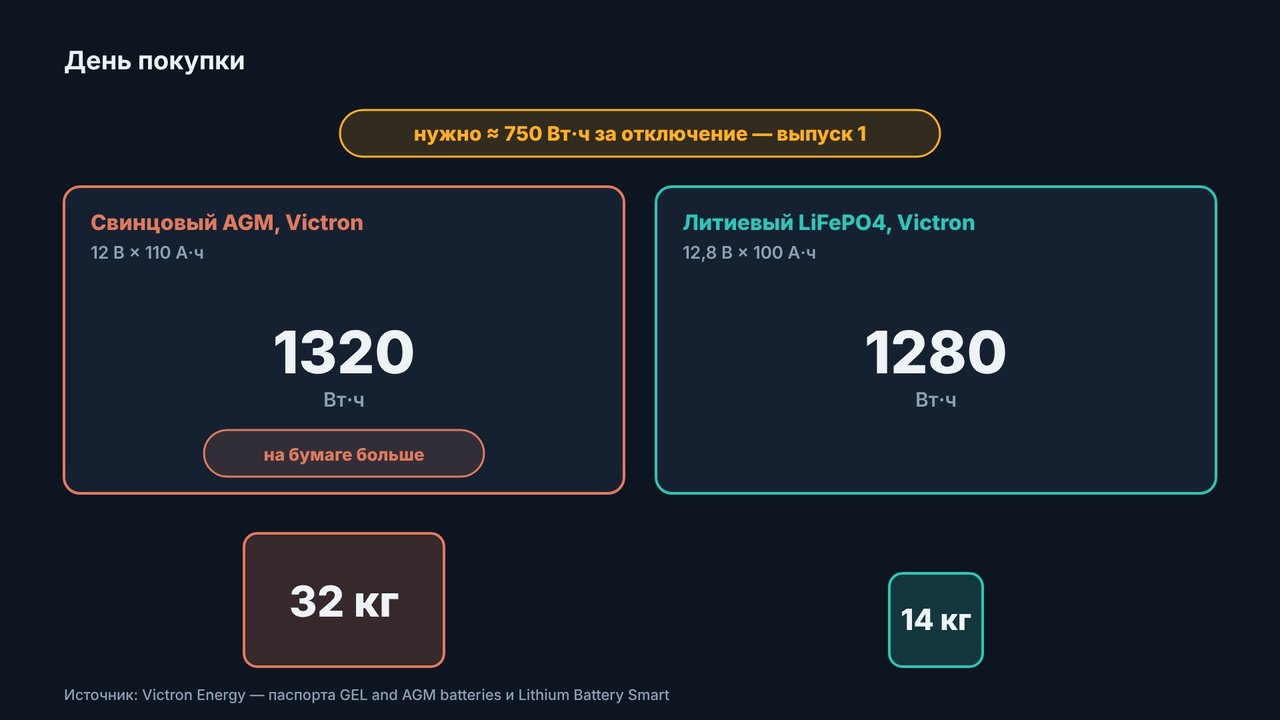 День покупки
нужно ≈ 750 Вт·ч за отключение — выпуск 1
Свинцовый AGM, Victron
12 В × 110 А·ч
1320
Вт·ч
на бумаге больше
Литиевый LiFePO4, Victron
12,8 В × 100 А·ч
1280
Вт·ч
32 кг
14 кг
Источник: Victron Energy — паспорта GEL and AGM batteries и Lithium Battery Smart